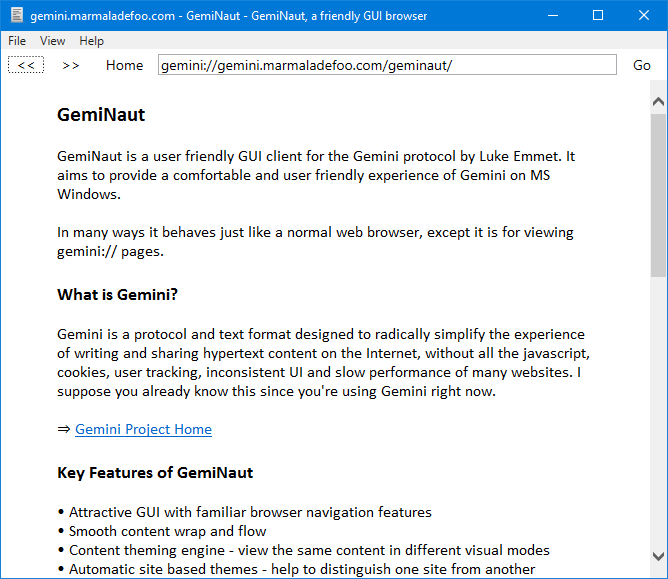 gemini.marmaladefoo.com - GemiNaut - GemiNaut, a friendly GUI browser
File View Help
<< >> Home gemini://gemini.marmaladefoo.com/geminaut/ Go
GemiNaut
GemiNaut is a user friendly GUI client for the Gemini protocol by Luke Emmet. It
aims to provide a comfortable and user friendly experience of Gemini on MS
Windows.
In many ways it behaves just like a normal web browser, except it is for viewing
gemini:// pages.
What is Gemini?
Gemini is a protocol and text format designed to radically simplify the experience
of writing and sharing hypertext content on the Internet, without all the javascript,
cookies, user tracking, inconsistent UI and slow performance of many websites. I
suppose you already know this since you're using Gemini right now.
⇒ Gemini Project Home
Key Features of GemiNaut
• Attractive GUI with familiar browser navigation features
• Smooth content wrap and flow
• Content theming engine - view the same content in different visual modes
• Automatic site based themes - help to distinguish one site from another